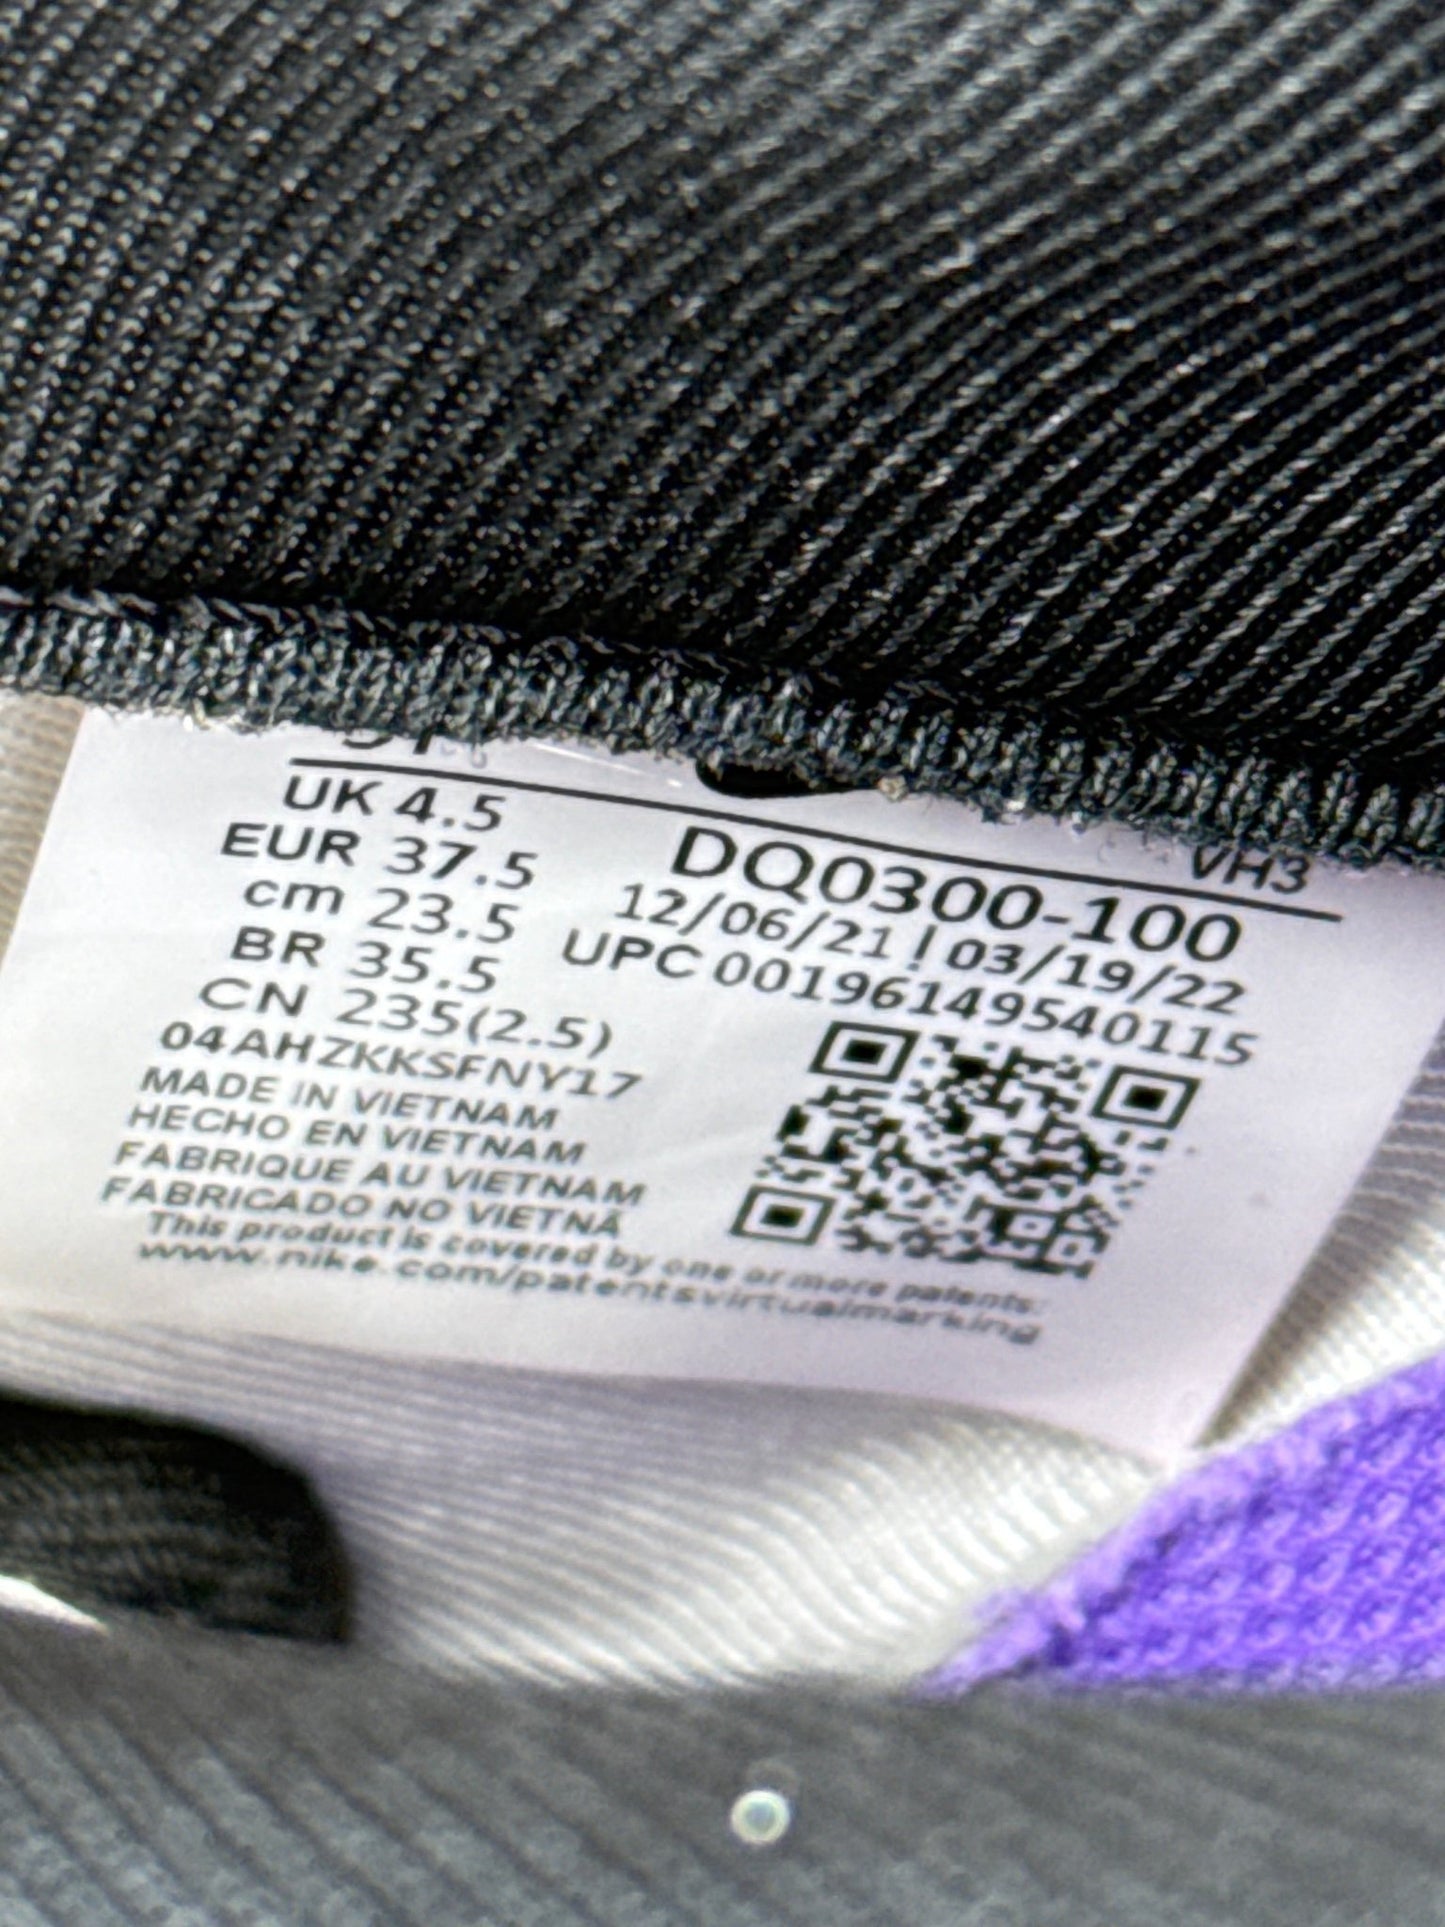 UK 4.5
EUR 37.5
cm 23.5
BR 35.5
CN 235(2.5)
04AHZKKSFNY17
MADE IN VIETNAM
HECHO EN VIETNAM
FABRIQUE AU VIETNAM
FABRICADO NO VIETNÃ
This product is covered by one or more patents:
www.nike.com/patentsvirtualmarking
VH3
DQ0300-100
12/06/21 | 03/19/22
UPC 00196149540115